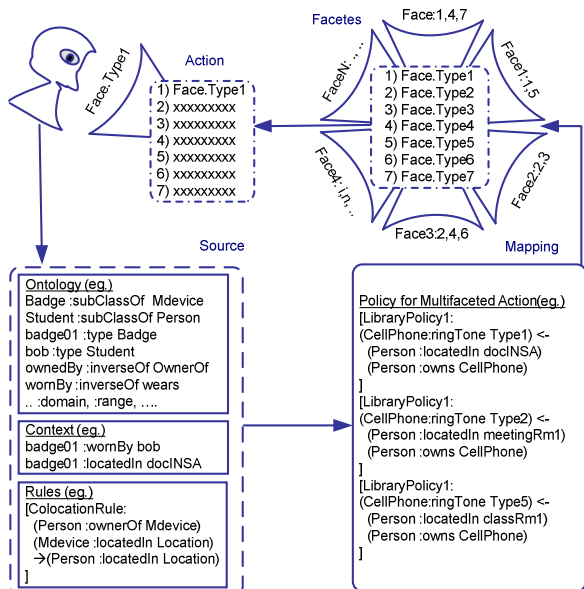 Facetes
Face:1,4,7
Action
Face.Type1
FaceN: ., ..
Face1:1,5
1) Face.Type1
2) xxxxxxxxx
3) xxxxxxxxx
4) xxxxxxxxx
5) xxxxxxxxx
6) xxxxxxxxx
7) xxxxxxxxx
1) Face.Type1
2) Face.Type2
3) Face.Type3
4) Face.Type4
5) Face.Type5
6) Face.Type6
7) Face.Type7
Face4: i,n, ..
Face2:2,3
Face3:2,4,6
Source
Mapping
Ontology (eg.)
Badge :subClassOf Mdevice
Student :subClassOf Person
badge01 :type Badge
bob :type Student
ownedBy :inverseOf OwnerOf
wornBy :inverseOf wears
.. :domain, :range, ....
Context (eg.)
badge01 :wornBy bob
badge01 :locatedIn docINSA
Rules (eg.)
[ColocationRule:
(Person :ownerOf Mdevice)
(Mdevice :locatedIn Location)
→(Person :locatedIn Location)
]
Policy for Multifaceted Action(eg.)
[LibraryPolicy1:
(CellPhone:ringTone Type1) <-
(Person :locatedIn docINSA)
(Person :owns CellPhone)
]
[LibraryPolicy1:
(CellPhone:ringTone Type2) <-
(Person :locatedIn meetingRm1)
(Person :owns CellPhone)
]
[LibraryPolicy1:
(CellPhone:ringTone Type5) <-
(Person :locatedIn classRm1)
(Person :owns CellPhone)
]